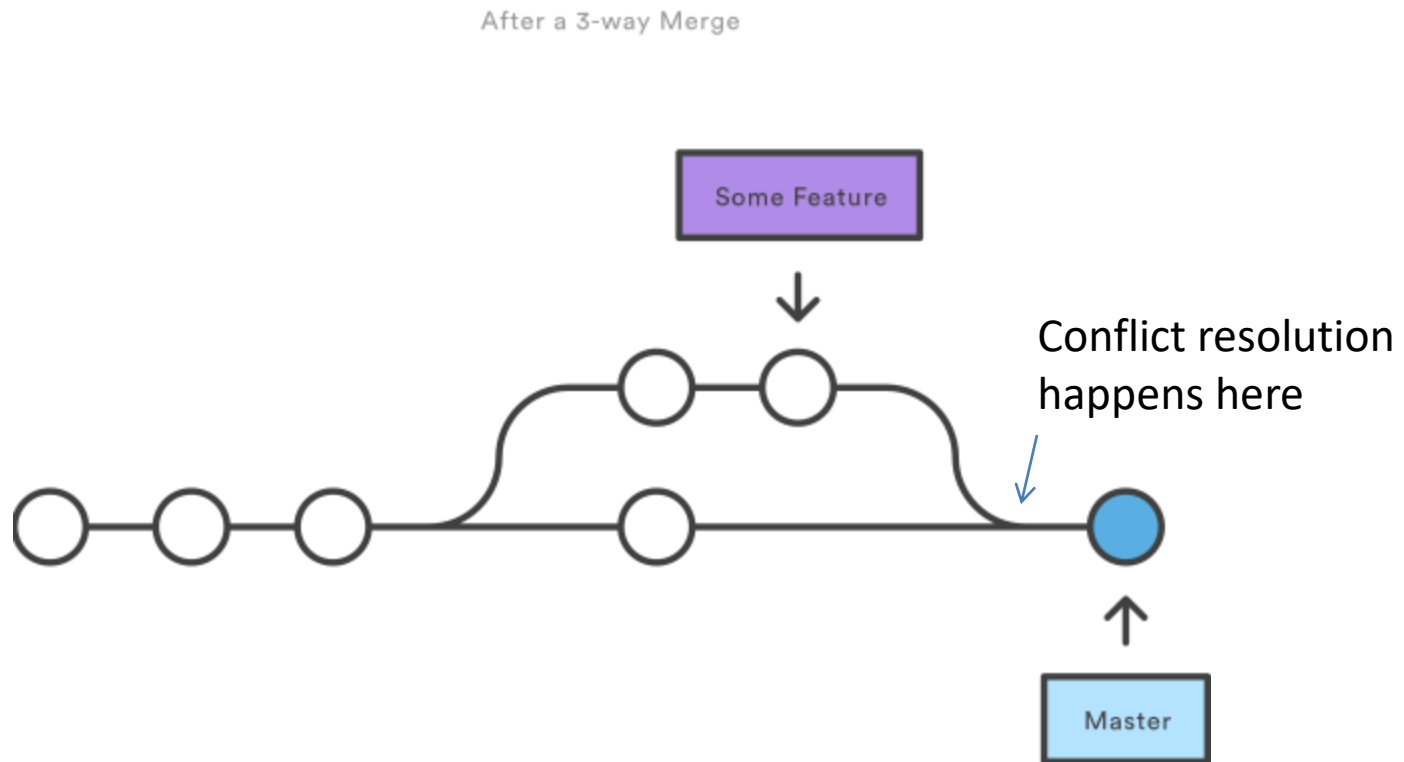 After a 3-way Merge
Some Feature
Conflict resolution
happens here
Master